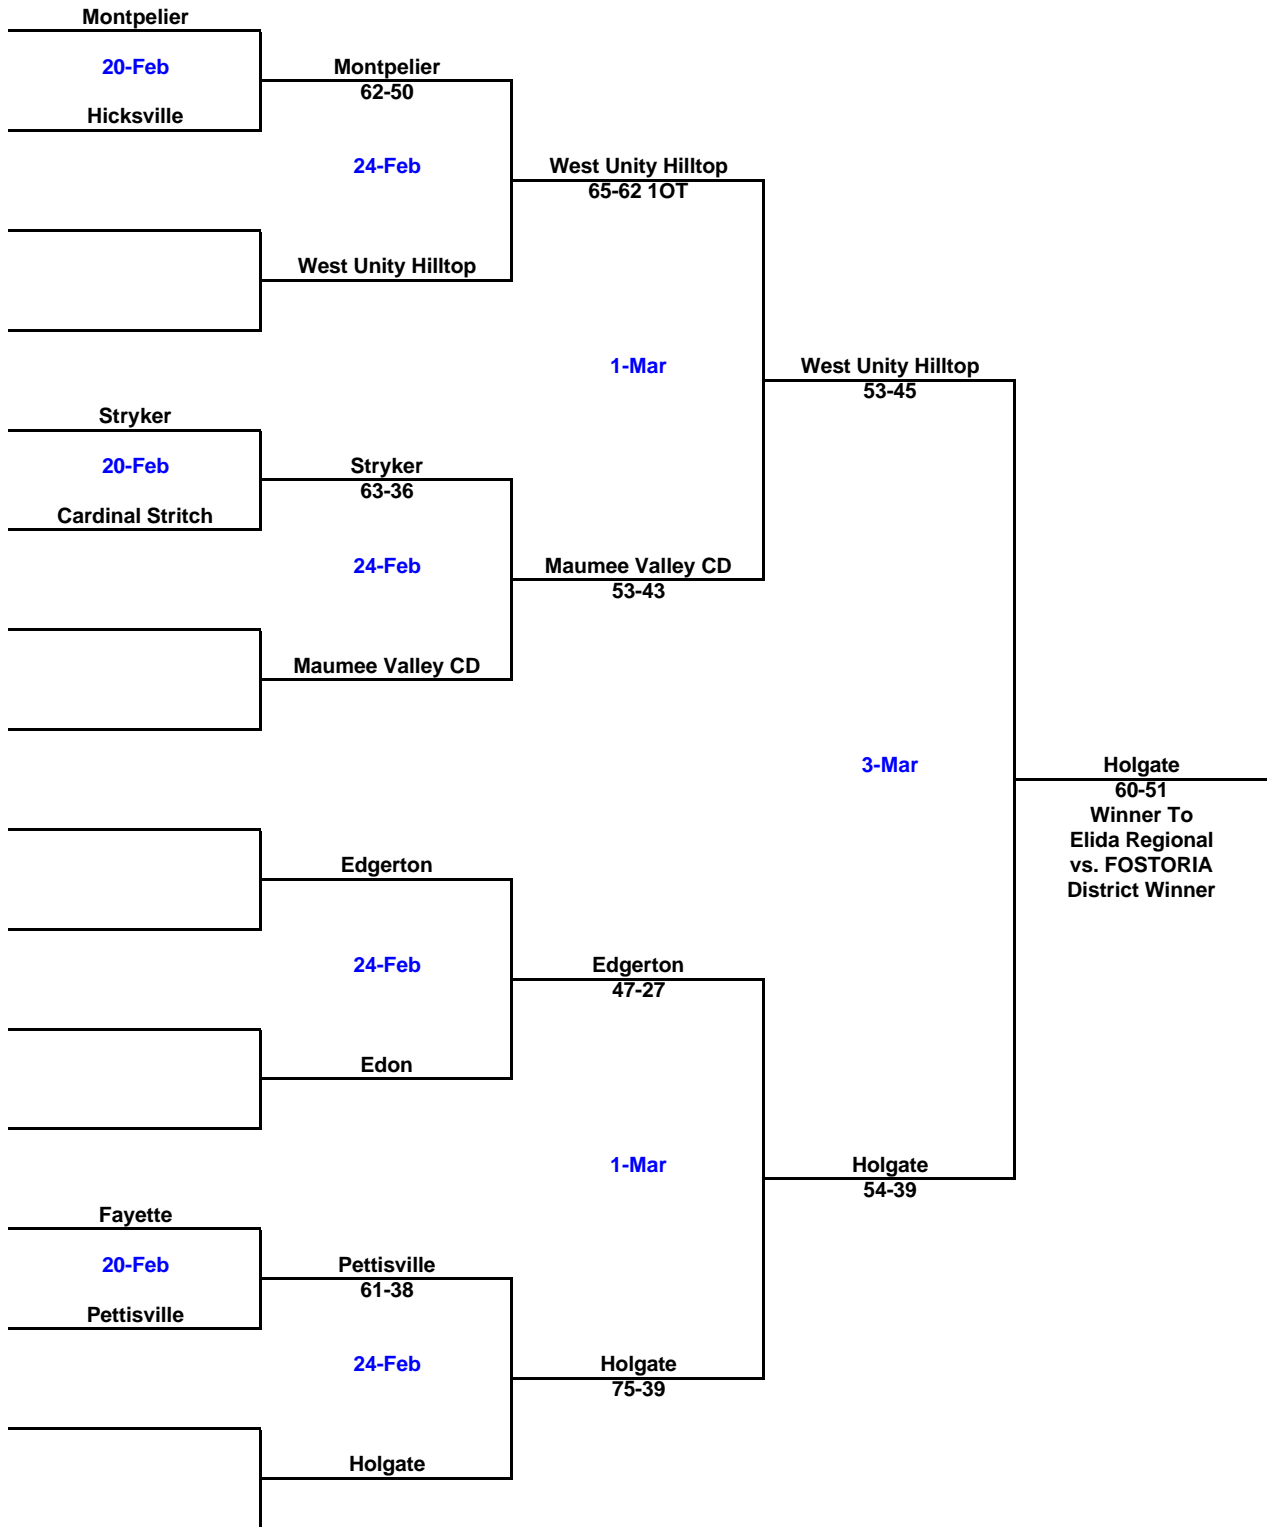 Montpelier
20-Feb
Montpelier
62-50
Hicksville
24-Feb
West Unity Hilltop
65-62 1OT
West Unity Hilltop
1-Mar
West Unity Hilltop
53-45
Stryker
20-Feb
Stryker
63-36
Cardinal Stritch
24-Feb
Maumee Valley CD
53-43
Maumee Valley CD
3-Mar
Holgate
60-51
Winner To
Elida Regional
vs. FOSTORIA
District Winner
Edgerton
24-Feb
Edgerton
47-27
Edon
1-Mar
Holgate
54-39
Fayette
20-Feb
Pettisville
61-38
Pettisville
24-Feb
Holgate
75-39
Holgate